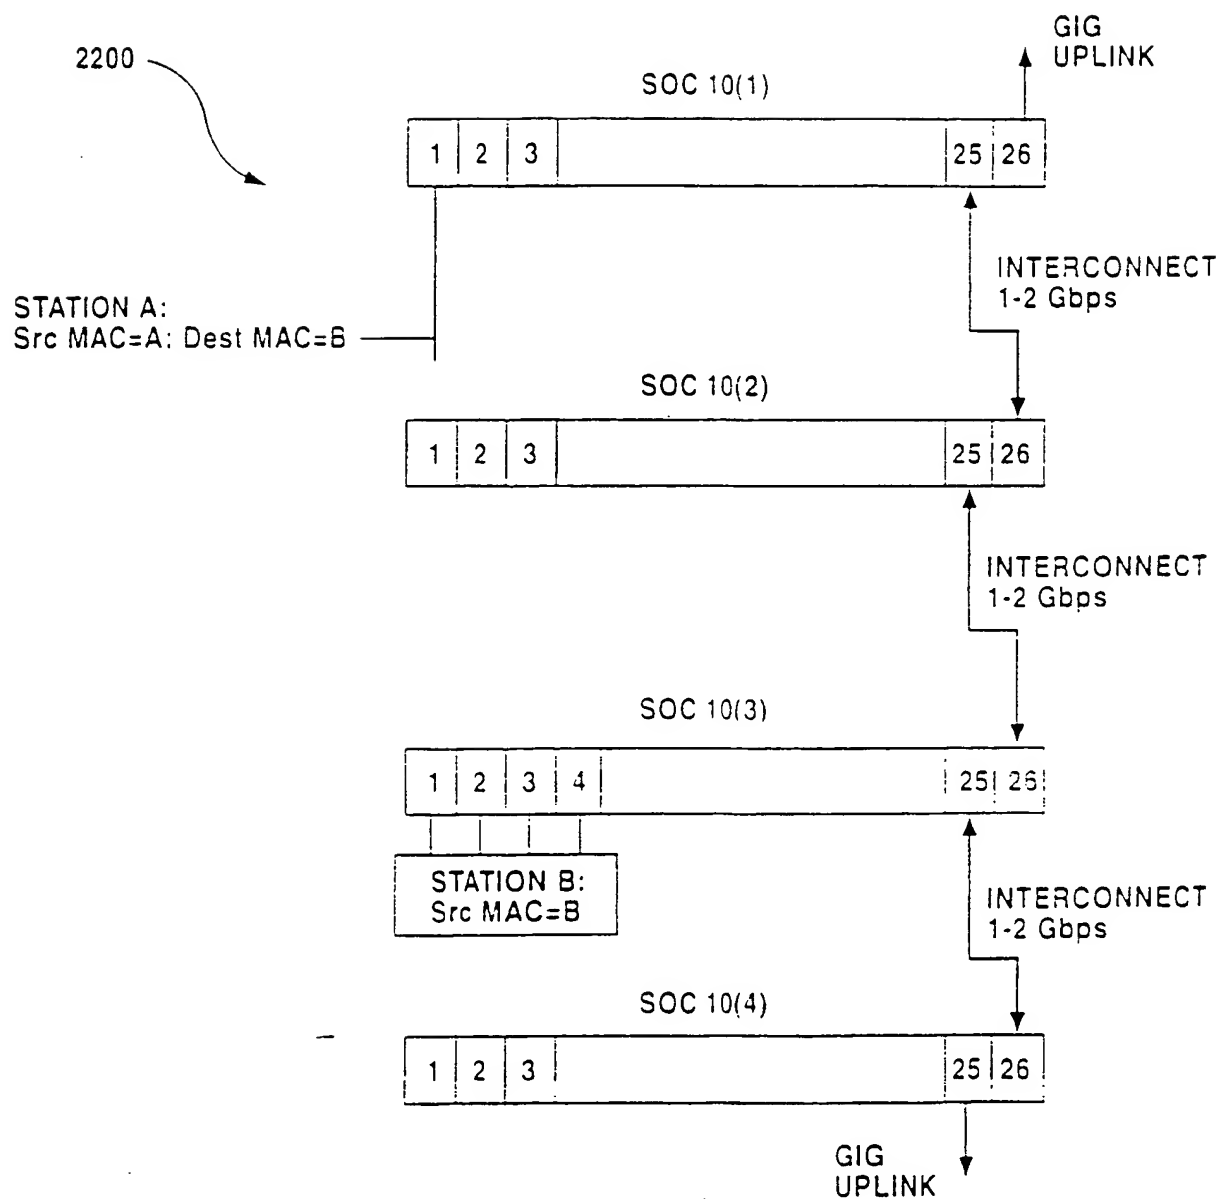 GIG
UPLINK
2200
SOC 10(1)
1 2 3 25 26
INTERCONNECT
1-2 Gbps
STATION A:
Src MAC=A: Dest MAC=B
SOC 10(2)
1 2 3 25 26
INTERCONNECT
1-2 Gbps
SOC 10(3)
1 2 3 4 25 26
STATION B:
Src MAC=B
INTERCONNECT
1-2 Gbps
SOC 10(4)
1 2 3 25 26
GIG
UPLINK